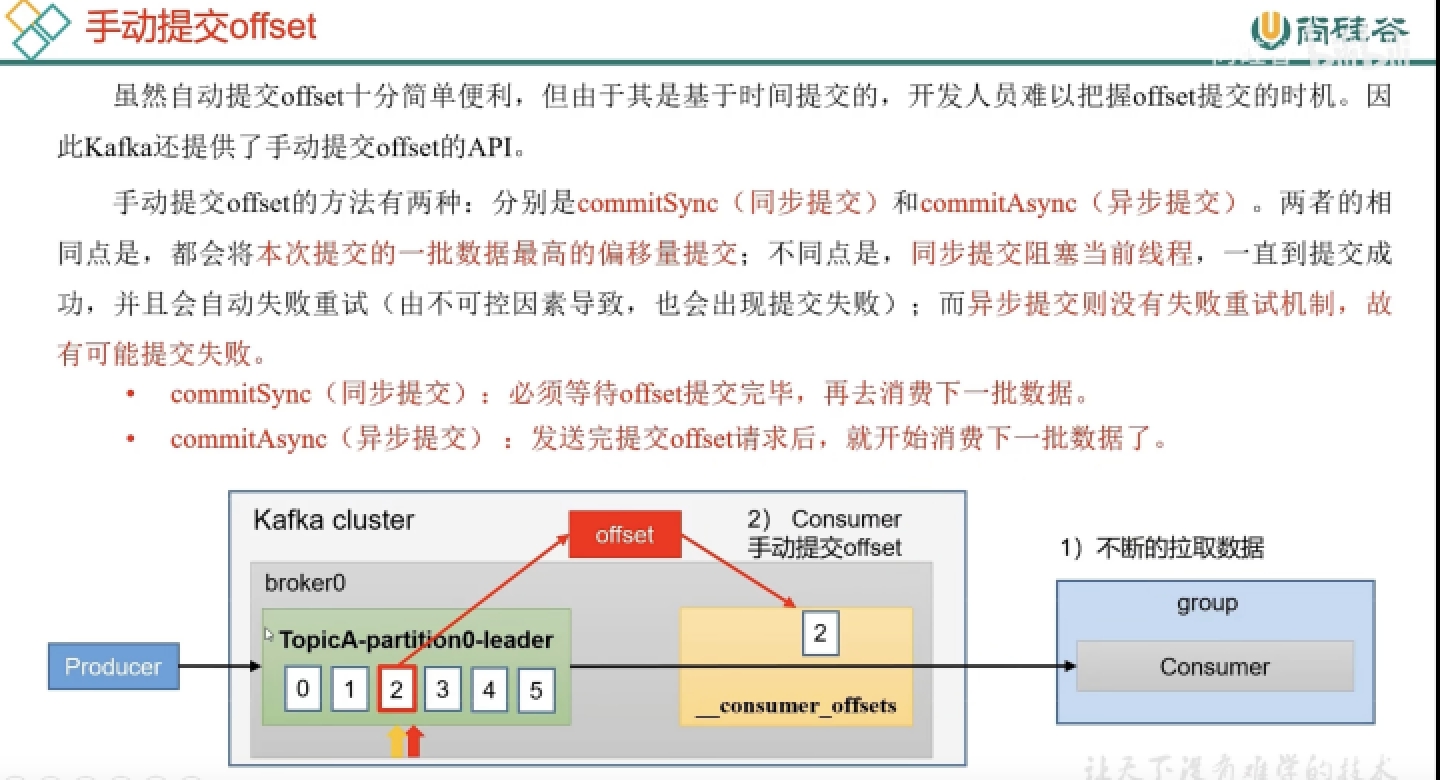 手动提交offset
尚硅谷
虽然自动提交offset十分简单便利，但由于其是基于时间提交的，开发人员难以把握offset提交的时机。因
此Kafka还提供了手动提交offset的API。
手动提交offset的方法有两种：分别是commitSync（同步提交）和commitAsync（异步提交）。两者的相
同点是，都会将本次提交的一批数据最高的偏移量提交；不同点是，同步提交阻塞当前线程，一直到提交成
功，并且会自动失败重试（由不可控因素导致，也会出现提交失败）；而异步提交则没有失败重试机制，故
有可能提交失败。
• commitSync（同步提交）：必须等待offset提交完毕，再去消费下一批数据。
• commitAsync（异步提交） ：发送完提交offset请求后，就开始消费下一批数据了。
Kafka cluster
offset
2） Consumer
手动提交offset
1）不断的拉取数据
broker0
group
TopicA-partition0-leader
2
Producer
Consumer
0 1 2 3 4 5
__consumer_offsets
让天下没有难学的技术